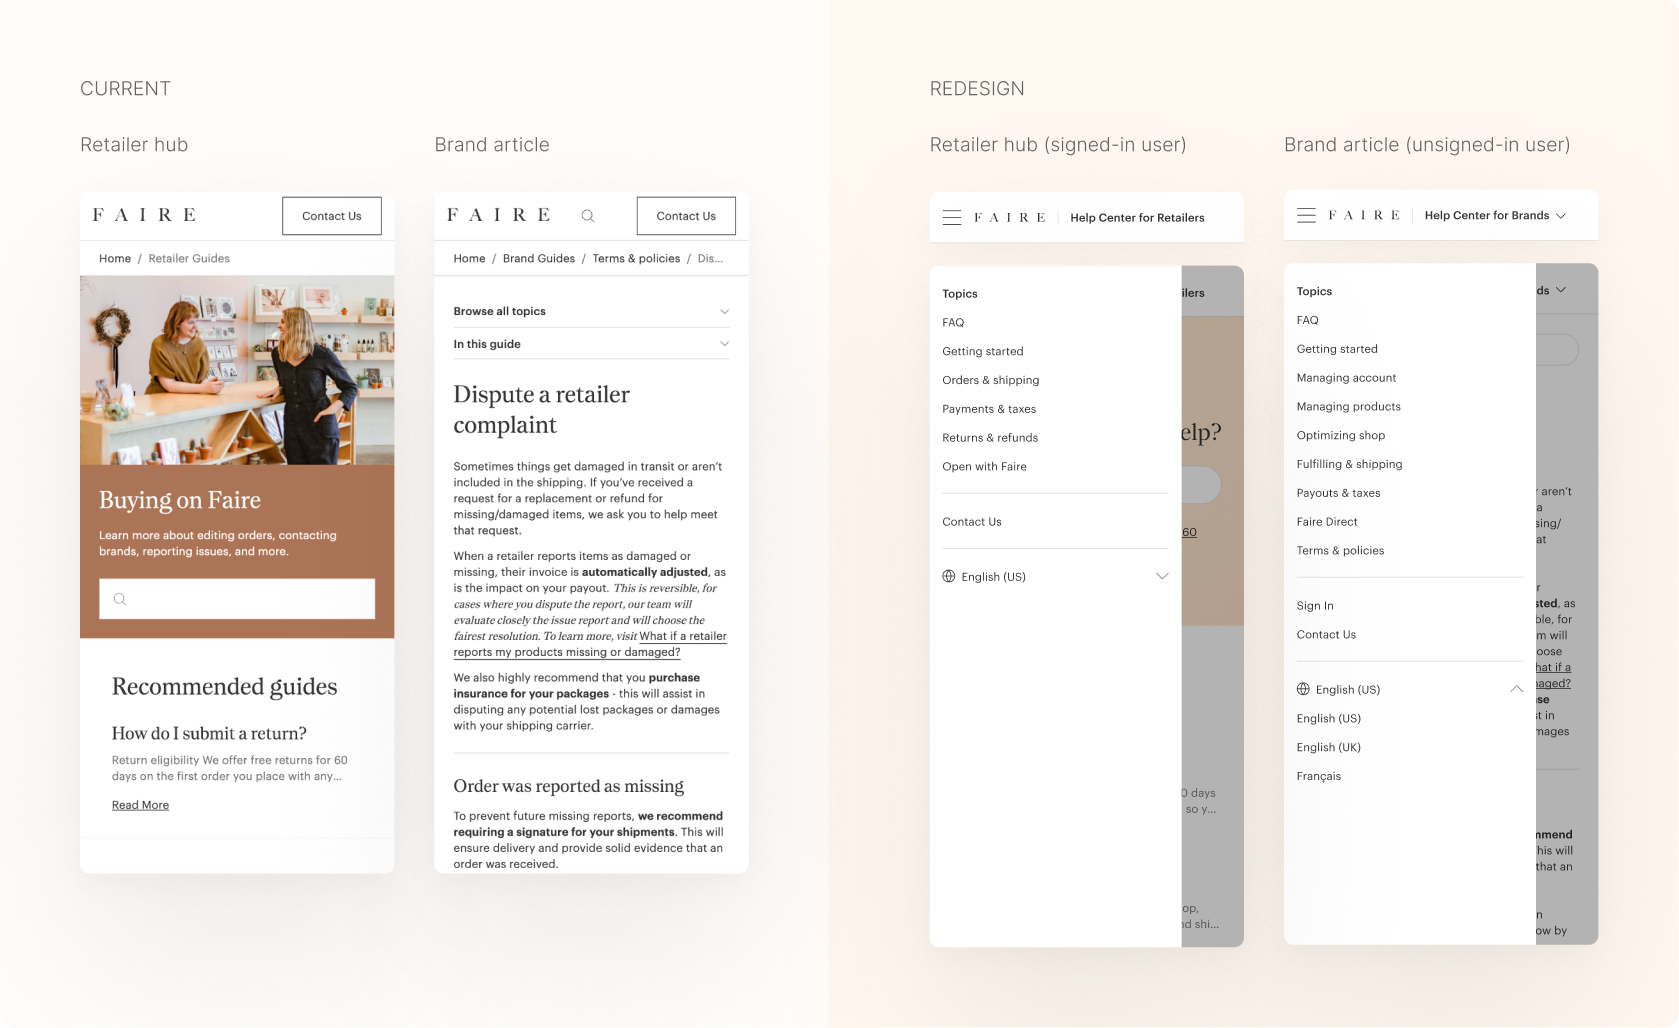 CURRENT
Retailer hub
FAIRE
Contact Us
Home / Retailer Guides
Buying on Faire
Learn more about editing orders, contacting
brands, reporting issues, and more.
Recommended guides
How do I submit a return?
Return eligibility We offer free returns for 60
days on the first order you place with any...
Read More
Brand article
FAIRE
Contact Us
Home / Brand Guides / Terms & policies / Dis...
Browse all topics
In this guide
Dispute a retailer
complaint
Sometimes things get damaged in transit or aren't
included in the shipping. If you've received a
request for a replacement or refund for
missing/damaged items, we ask you to help meet
that request.
When a retailer reports items as damaged or
missing, their invoice is automatically adjusted, as
is the impact on your payout. This is reversible, for
cases where you dispute the report, our team will
evaluate closely the issue report and will choose the
fairest resolution. To learn more, visit What if a retailer
reports my products missing or damaged?
We also highly recommend that you purchase
insurance for your packages - this will assist in
disputing any potential lost packages or damages
with your shipping carrier.
Order was reported as missing
To prevent future missing reports, we recommend
requiring a signature for your shipments. This will
ensure delivery and provide solid evidence that an
order was received.
REDESIGN
Retailer hub (signed-in user)
FAIRE
Help Center for Retailers
Topics
FAQ
Getting started
Orders & shipping
Payments & taxes
Returns & refunds
Open with Faire
Contact Us
English (US)
ilers
elp?
60
0 days
so y...
op,
nd shi...
Brand article (unsigned-in user)
FAIRE
Help Center for Brands
Topics
FAQ
Getting started
Managing account
Managing products
Optimizing shop
Fulfilling & shipping
Payouts & taxes
Faire Direct
Terms & policies
Sign In
Contact Us
English (US)
English (US)
English (UK)
Français
ds
r aren't
a
sing/
at
r
sted, as
ble, for
m will
oose
hat if a
naged?
se
st in
mages
mmend
his will
that an
n
ow by